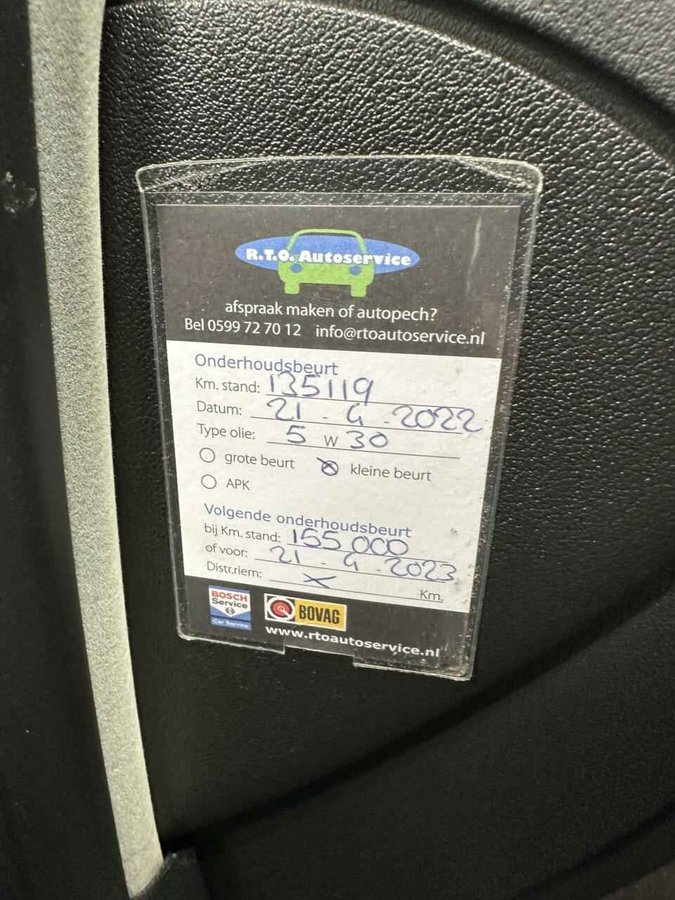 R.T.O. Autoservice
afspraak maken of autopech?
Bel 0599 72 70 12 info@rtoautoservice.nl
Onderhoudsbeurt
Km. stand: 135119
Datum: 21 - 4 - 2022
Type olie: 5 W 30
grote beurt kleine beurt
APK
Volgende onderhoudsbeurt
bij Km. stand: 155000
of voor: 21 - 4 - 2023
Distr.riem: X Km.
BOSCH
Service
Car Service
BOVAG
www.rtoautoservice.nl